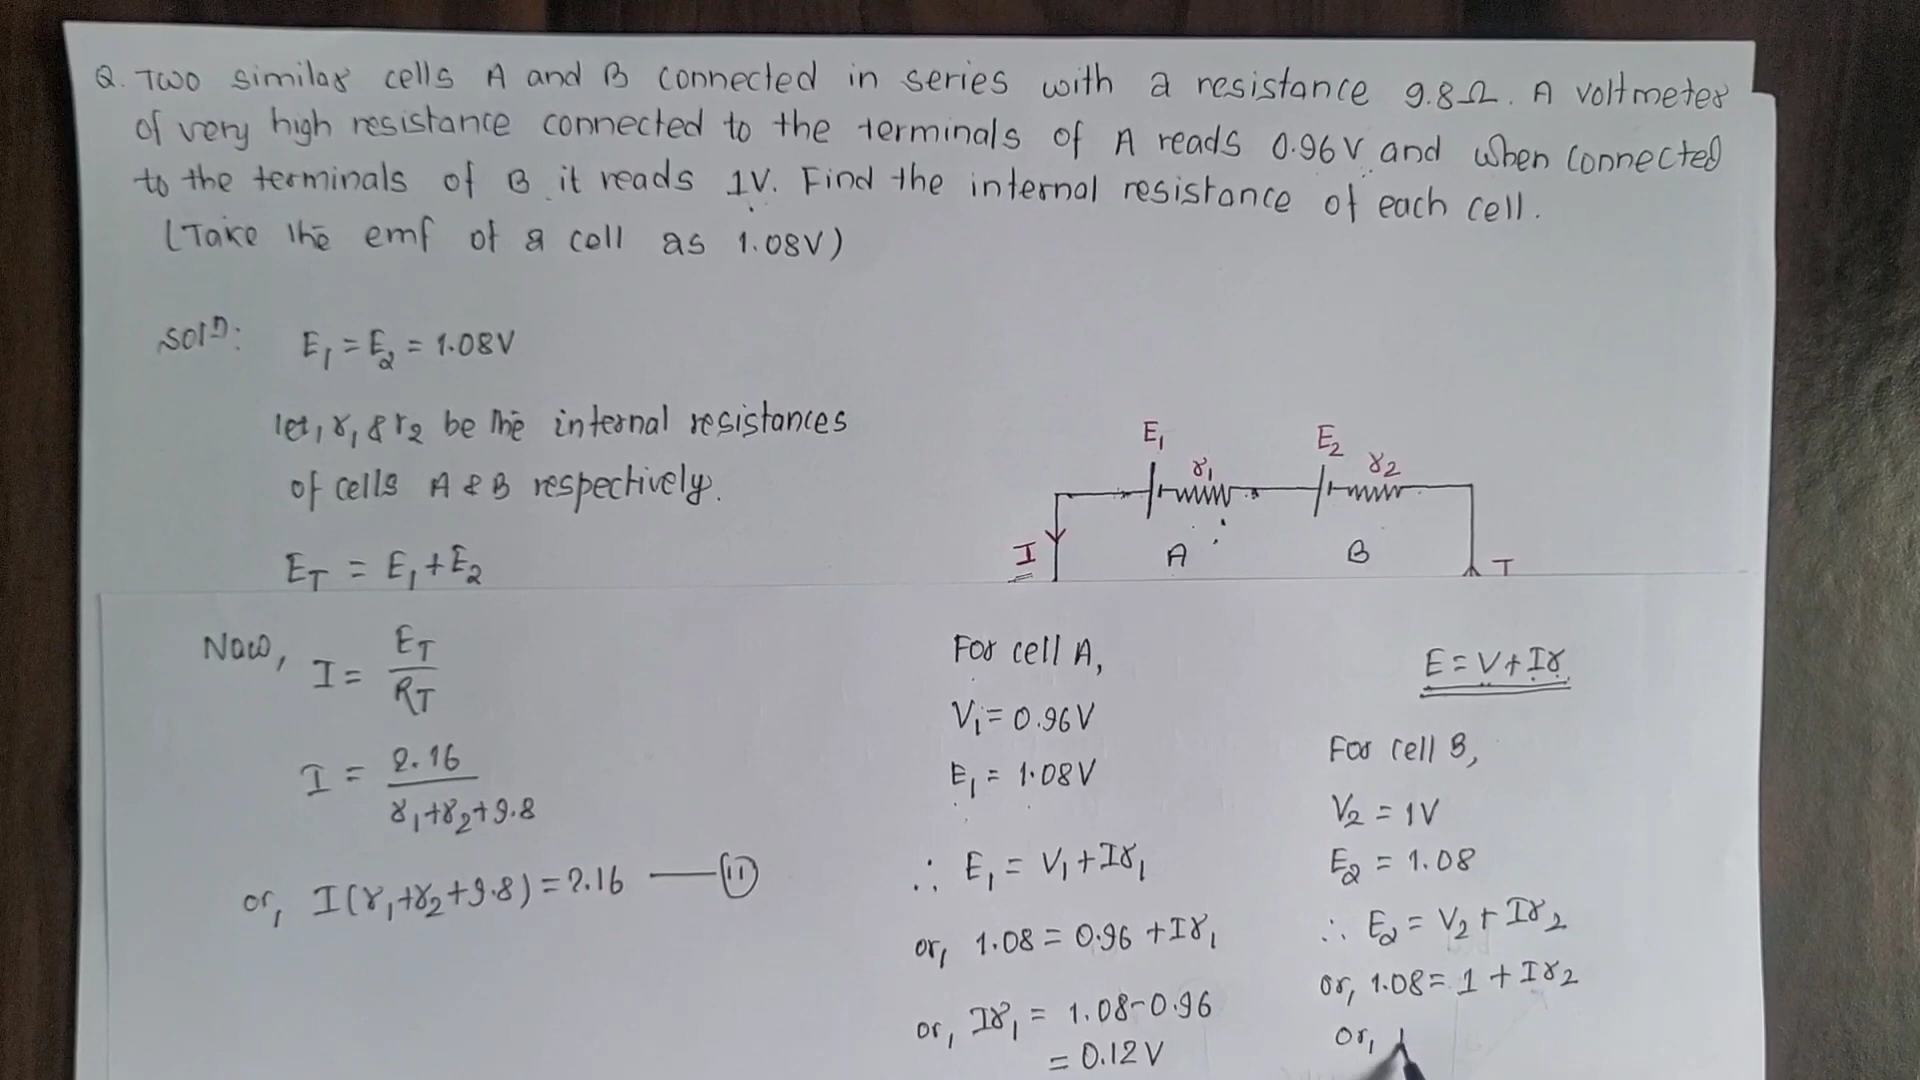 Q. Two similar cells A and B connected in series with a resistance 9.8Ω. A voltmeter
of very high resistance connected to the terminals of A reads 0.96V and when connected
to the terminals of B it reads 1V. Find the internal resistance of each cell.
(Take the emf of a cell as 1.08V)
Solⁿ:
E₁ = E₂ = 1.08V
let, r₁ & r₂ be the internal resistances
of cells A & B respectively.
E_T = E₁ + E₂
E₁
E₂
r₁
r₂
I
A
B
I
Now,
I = E_T / R_T
I = 2.16 / r₁+r₂+9.8
or, I(r₁+r₂+9.8) = 2.16 — (ii)
For cell A,
V₁ = 0.96V
E₁ = 1.08V
∴ E₁ = V₁ + Ir₁
or, 1.08 = 0.96 + Ir₁
or, Ir₁ = 1.08-0.96
= 0.12V
E = V + Ir
For cell B,
V₂ = 1V
E₂ = 1.08
∴ E₂ = V₂ + Ir₂
or, 1.08 = 1 + Ir₂
or,